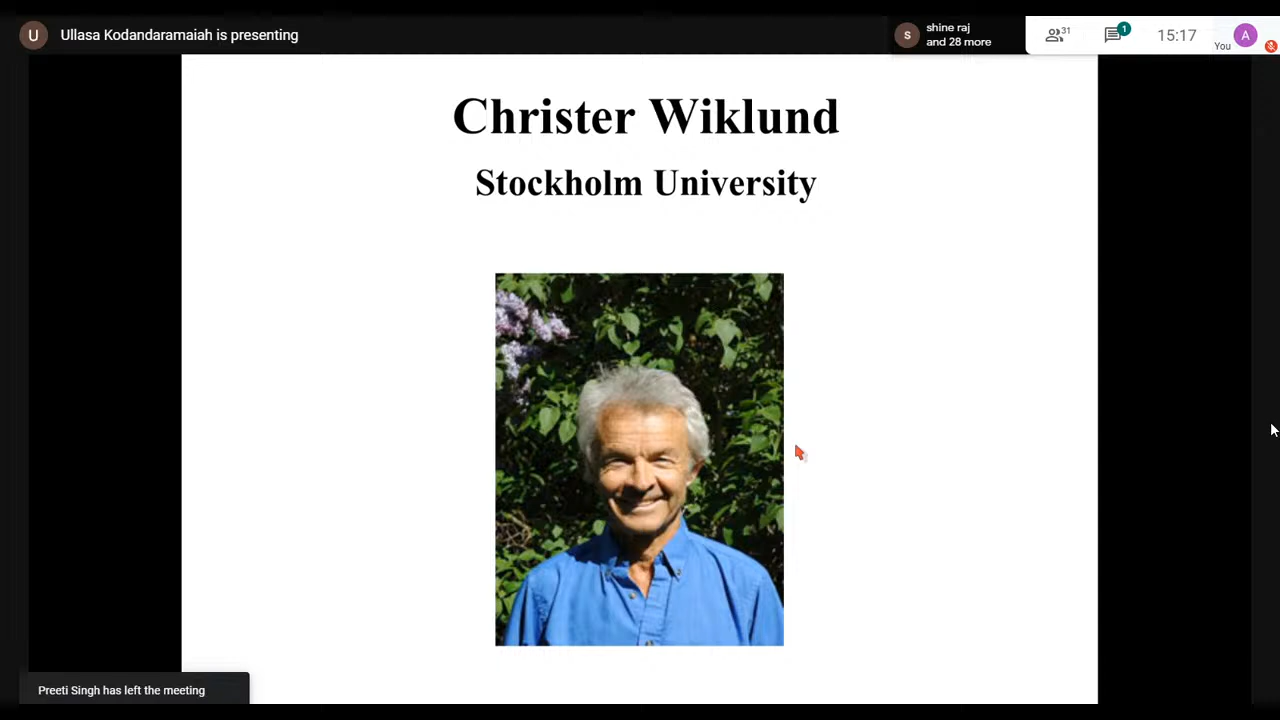 U Ullasa Kodandaramaiah is presenting
S shine raj
and 28 more
31
1
15:17
You A
Christer Wiklund
Stockholm University
Preeti Singh has left the meeting